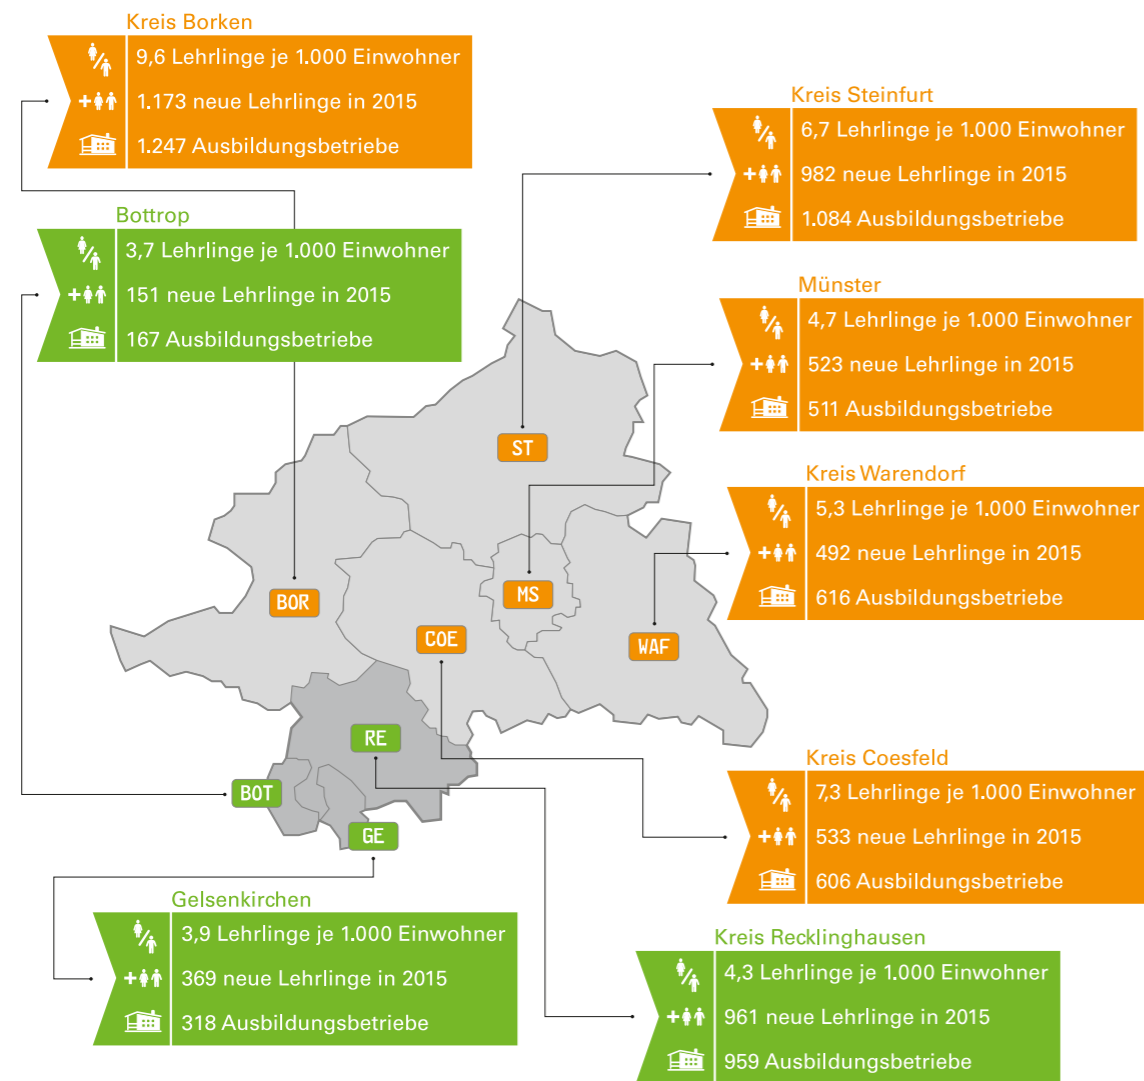 Kreis Borken
9,6 Lehrlinge je 1.000 Einwohner
1.173 neue Lehrlinge in 2015
1.247 Ausbildungsbetriebe
Kreis Steinfurt
6,7 Lehrlinge je 1.000 Einwohner
982 neue Lehrlinge in 2015
1.084 Ausbildungsbetriebe
Bottrop
3,7 Lehrlinge je 1.000 Einwohner
151 neue Lehrlinge in 2015
167 Ausbildungsbetriebe
Münster
4,7 Lehrlinge je 1.000 Einwohner
523 neue Lehrlinge in 2015
511 Ausbildungsbetriebe
Kreis Warendorf
5,3 Lehrlinge je 1.000 Einwohner
492 neue Lehrlinge in 2015
616 Ausbildungsbetriebe
ST
MS
BOR
COE
WAF
RE
BOT
GE
Kreis Coesfeld
7,3 Lehrlinge je 1.000 Einwohner
533 neue Lehrlinge in 2015
606 Ausbildungsbetriebe
Gelsenkirchen
3,9 Lehrlinge je 1.000 Einwohner
369 neue Lehrlinge in 2015
318 Ausbildungsbetriebe
Kreis Recklinghausen
4,3 Lehrlinge je 1.000 Einwohner
961 neue Lehrlinge in 2015
959 Ausbildungsbetriebe